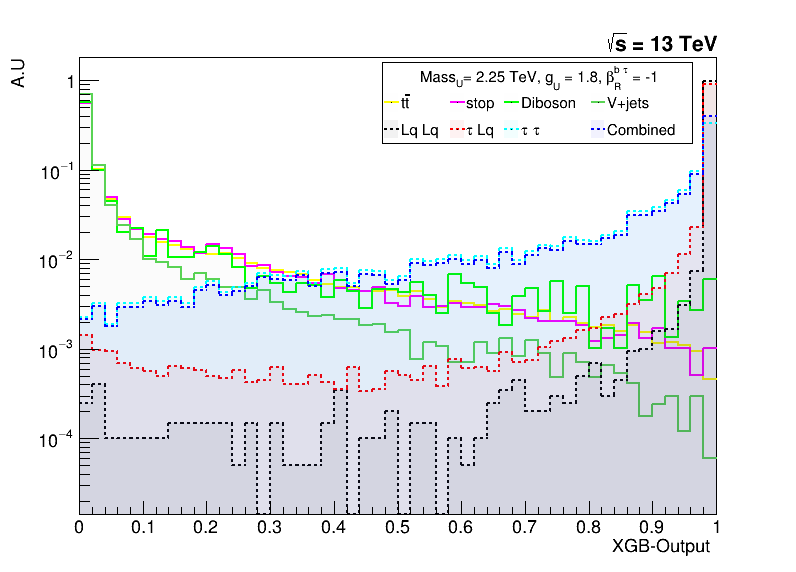 √s = 13 TeV
A.U
Mass_U = 2.25 TeV, g_U = 1.8, β_R^{b τ} = -1
tt̄ stop Diboson V+jets
Lq Lq τ Lq τ τ Combined
1
10⁻¹
10⁻²
10⁻³
10⁻⁴
0 0.1 0.2 0.3 0.4 0.5 0.6 0.7 0.8 0.9 1
XGB-Output